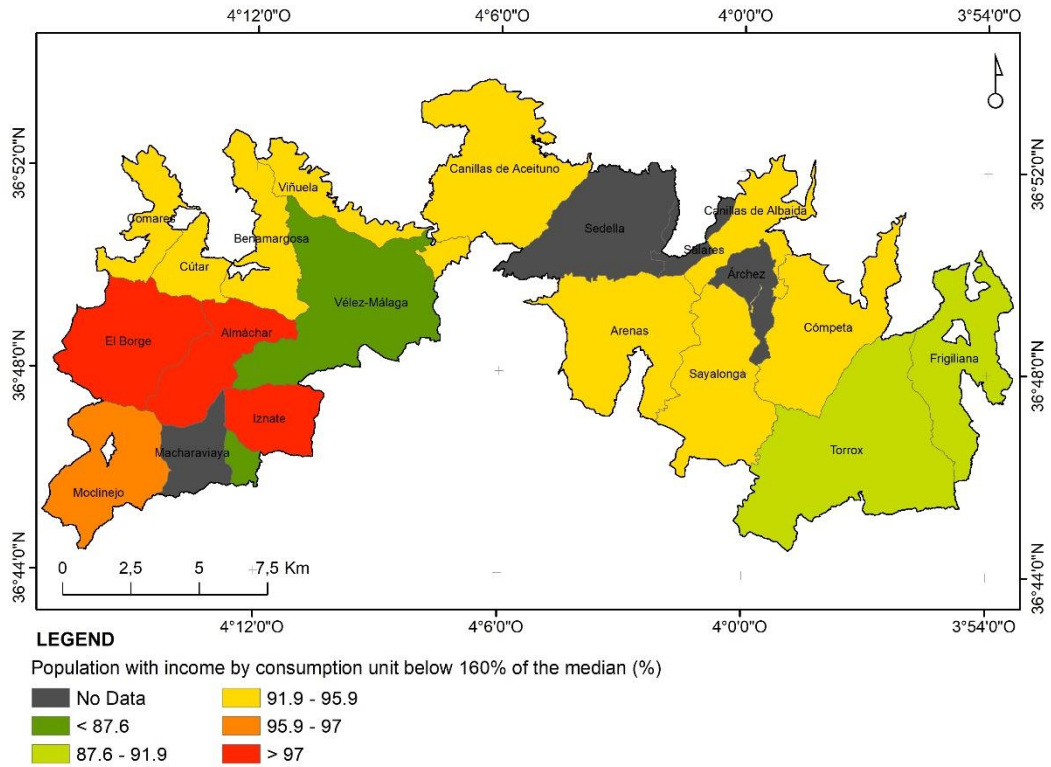 4°12'0"O 4°6'0"O 4°0'0"O 3°54'0"O
36°52'0"N
36°52'0"N
Canillas de Aceituno
Viñuela
Comares
Canillas de Albaida
Benamargosa
Sedella
Salares
Cútar
Árchez
Vélez-Málaga
Arenas
Cómpeta
El Borge
Almáchar
Frigiliana
36°48'0"N
36°48'0"N
Sayalonga
Iznate
Torrox
Macharaviaya
Moclinejo
36°44'0"N
36°44'0"N
0 2,5 5 7,5 Km
4°12'0"O 4°6'0"O 4°0'0"O 3°54'0"O
LEGEND
Population with income by consumption unit below 160% of the median (%)
No Data
< 87.6
87.6 - 91.9
91.9 - 95.9
95.9 - 97
> 97